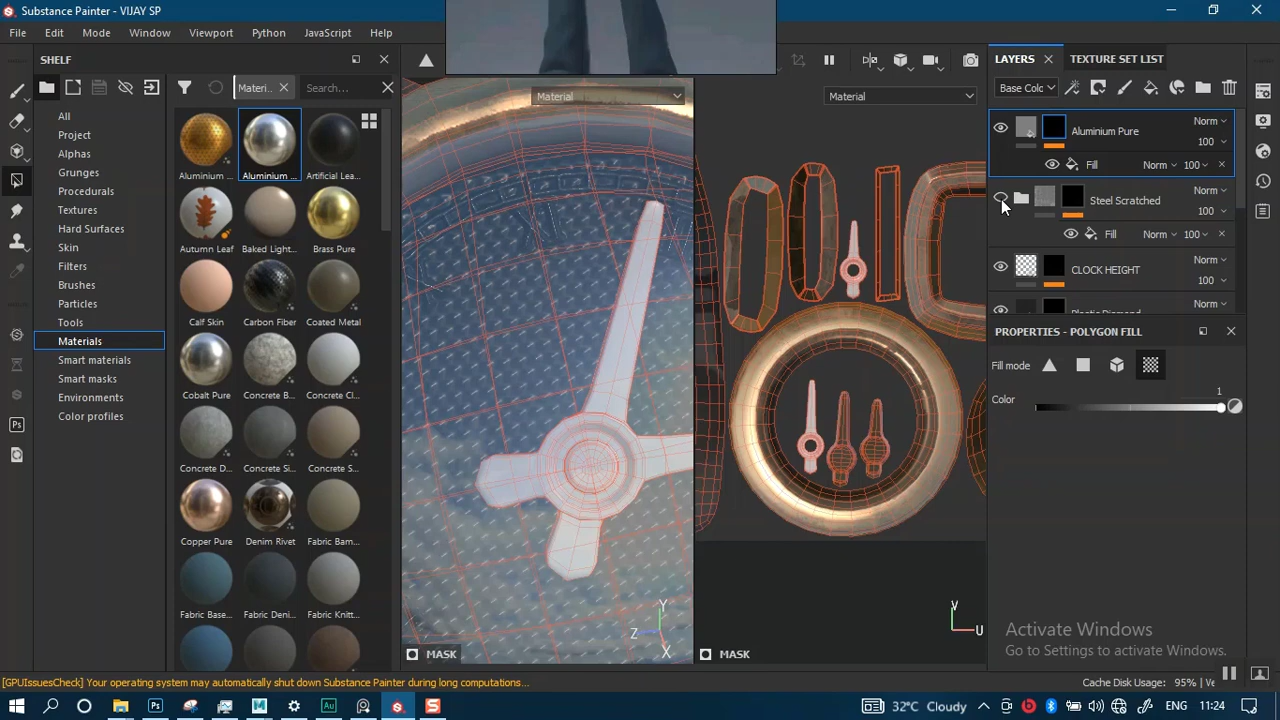 Substance Painter - VIJAY SP
File Edit Mode Window Viewport Python JavaScript Help
SHELF
Materi...
Search...
All
Project
Alphas
Grunges
Procedurals
Textures
Hard Surfaces
Skin
Filters
Brushes
Particles
Tools
Materials
Smart materials
Smart masks
Environments
Color profiles
Aluminium ... Aluminium ... Artificial Lea...
Autumn Leaf Baked Light... Brass Pure
Calf Skin Carbon Fiber Coated Metal
Cobalt Pure Concrete B... Concrete Cl...
Concrete D... Concrete Si... Concrete S...
Copper Pure Denim Rivet Fabric Bam...
Fabric Base... Fabric Deni... Fabric Knitt...
Material
Y
Z
X
MASK
Material
V
U
MASK
LAYERS
TEXTURE SET LIST
Base Colc
Aluminium Pure
Norm
100
Fill Norm 100
Steel Scratched
Norm
100
Fill Norm 100
CLOCK HEIGHT
Norm
100
Plastic Diamond
Norm
PROPERTIES - POLYGON FILL
Fill mode
Color
1
Activate Windows
Go to Settings to activate Windows.
[GPUIssuesCheck] Your operating system may automatically shut down Substance Painter during long computations...
Cache Disk Usage: 95% | Ve
32°C Cloudy
ENG
11:24